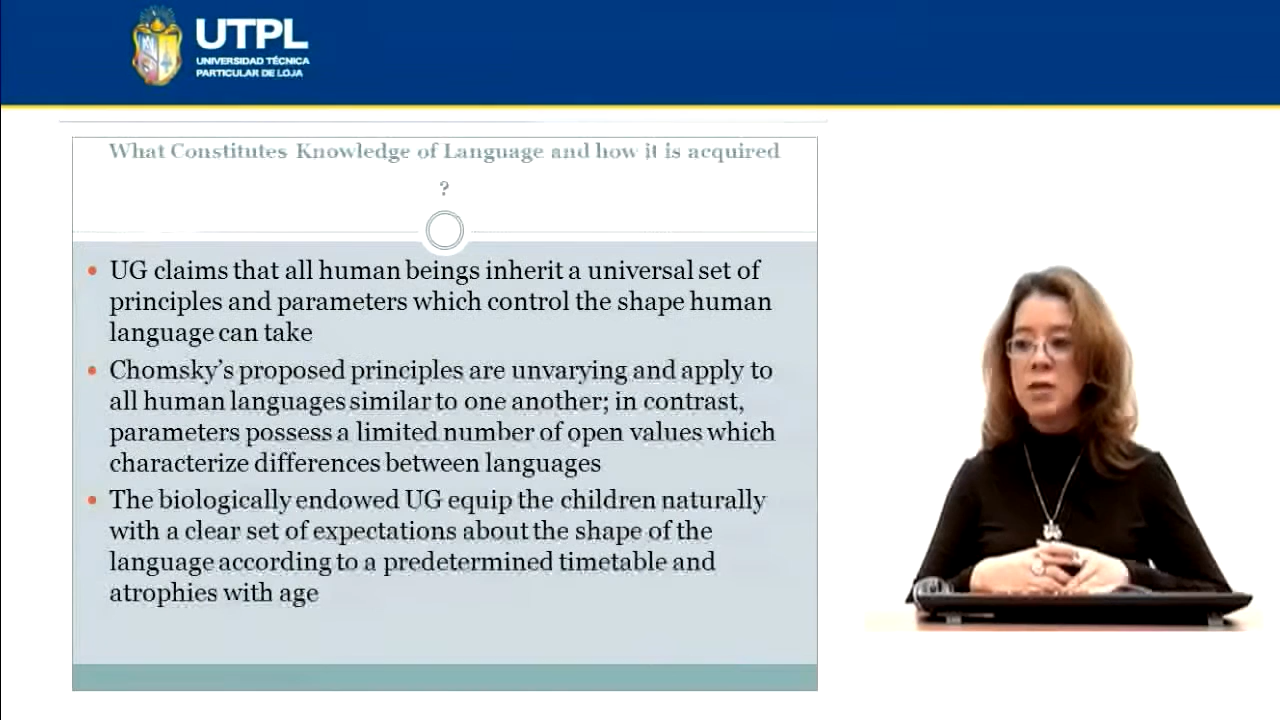 UTPL
UNIVERSIDAD TÉCNICA
PARTICULAR DE LOJA
What Constitutes Knowledge of Language and how it is acquired
?
• UG claims that all human beings inherit a universal set of
principles and parameters which control the shape human
language can take
• Chomsky's proposed principles are unvarying and apply to
all human languages similar to one another; in contrast,
parameters possess a limited number of open values which
characterize differences between languages
• The biologically endowed UG equip the children naturally
with a clear set of expectations about the shape of the
language according to a predetermined timetable and
atrophies with age